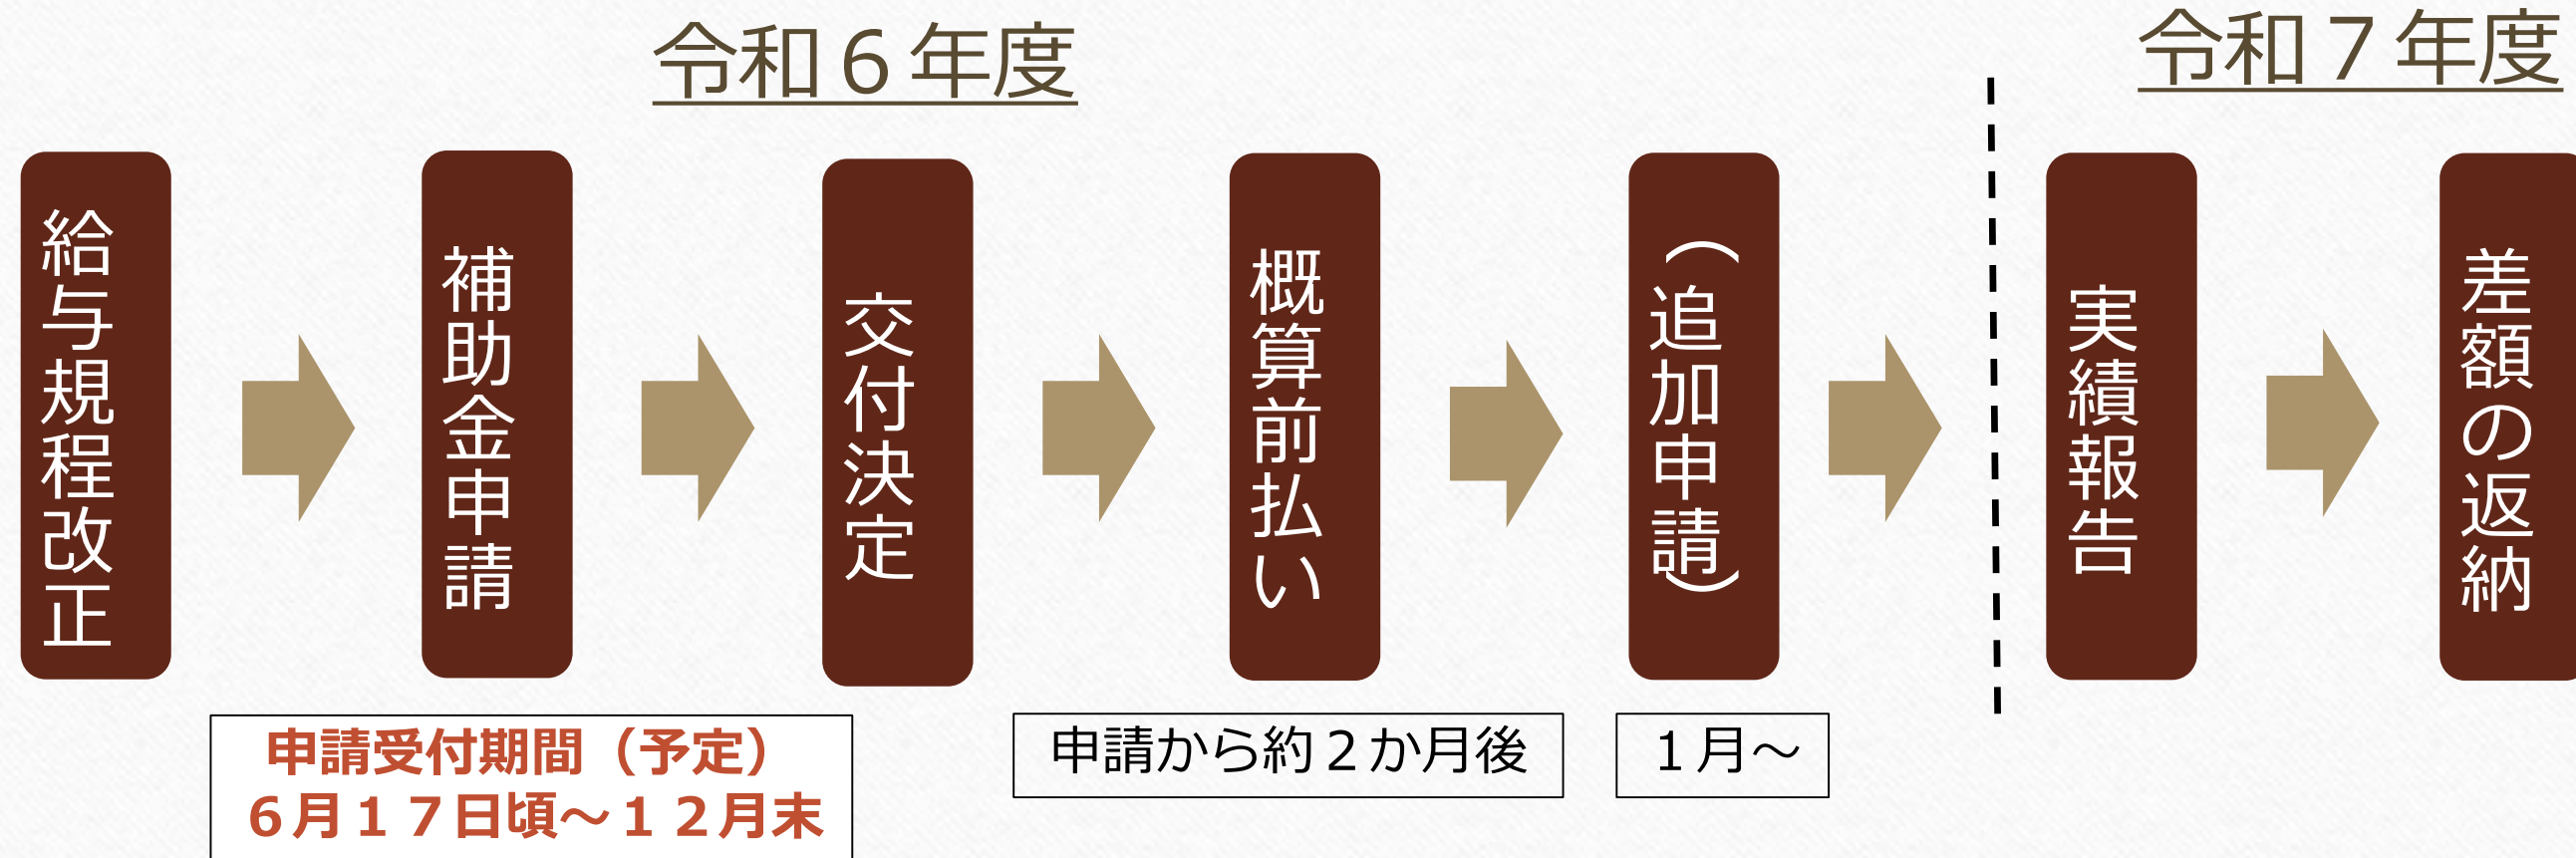 令和６年度
令和７年度
給与規程改正
補助金申請
交付決定
概算前払い
（追加申請）
実績報告
差額の返納
申請受付期間（予定）
６月１７日頃～１２月末
申請から約２か月後
１月～